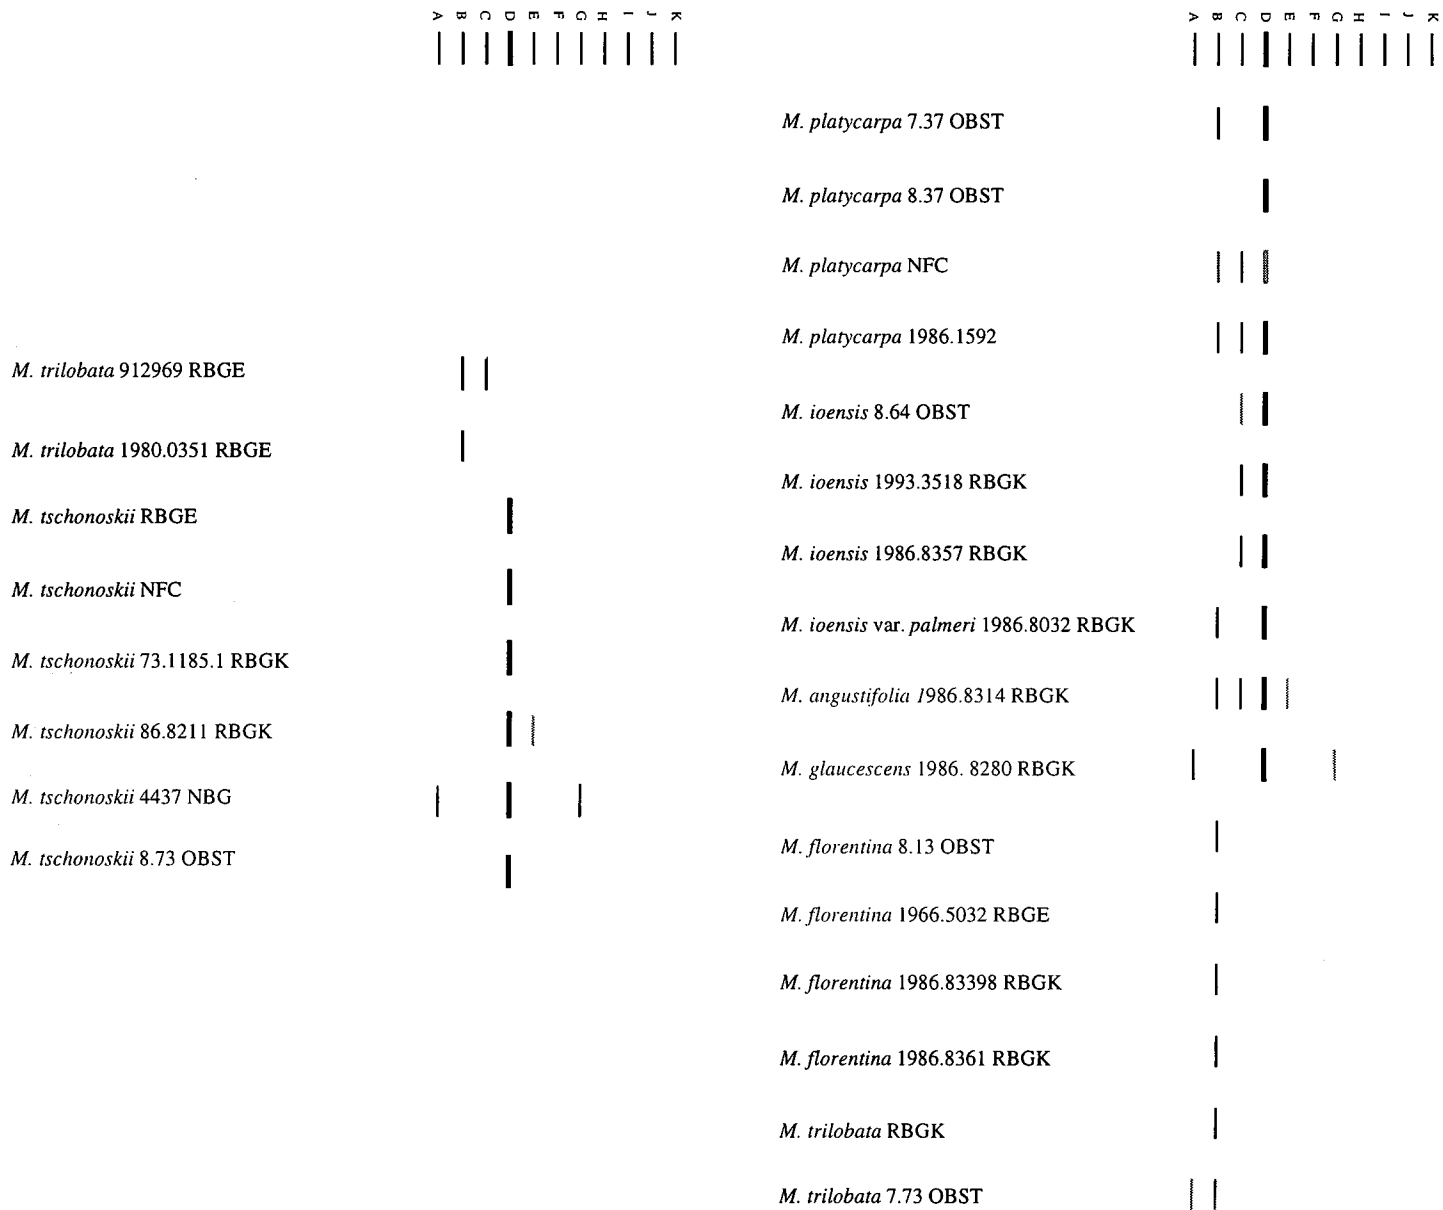 A B C D E F G H I J K
M. trilobata 912969 RBGE
M. trilobata 1980.0351 RBGE
M. tschonoskii RBGE
M. tschonoskii NFC
M. tschonoskii 73.1185.1 RBGK
M. tschonoskii 86.8211 RBGK
M. tschonoskii 4437 NBG
M. tschonoskii 8.73 OBST
A B C D E F G H I J K
M. platycarpa 7.37 OBST
M. platycarpa 8.37 OBST
M. platycarpa NFC
M. platycarpa 1986.1592
M. ioensis 8.64 OBST
M. ioensis 1993.3518 RBGK
M. ioensis 1986.8357 RBGK
M. ioensis var. palmeri 1986.8032 RBGK
M. angustifolia 1986.8314 RBGK
M. glaucescens 1986. 8280 RBGK
M. florentina 8.13 OBST
M. florentina 1966.5032 RBGE
M. florentina 1986.83398 RBGK
M. florentina 1986.8361 RBGK
M. trilobata RBGK
M. trilobata 7.73 OBST